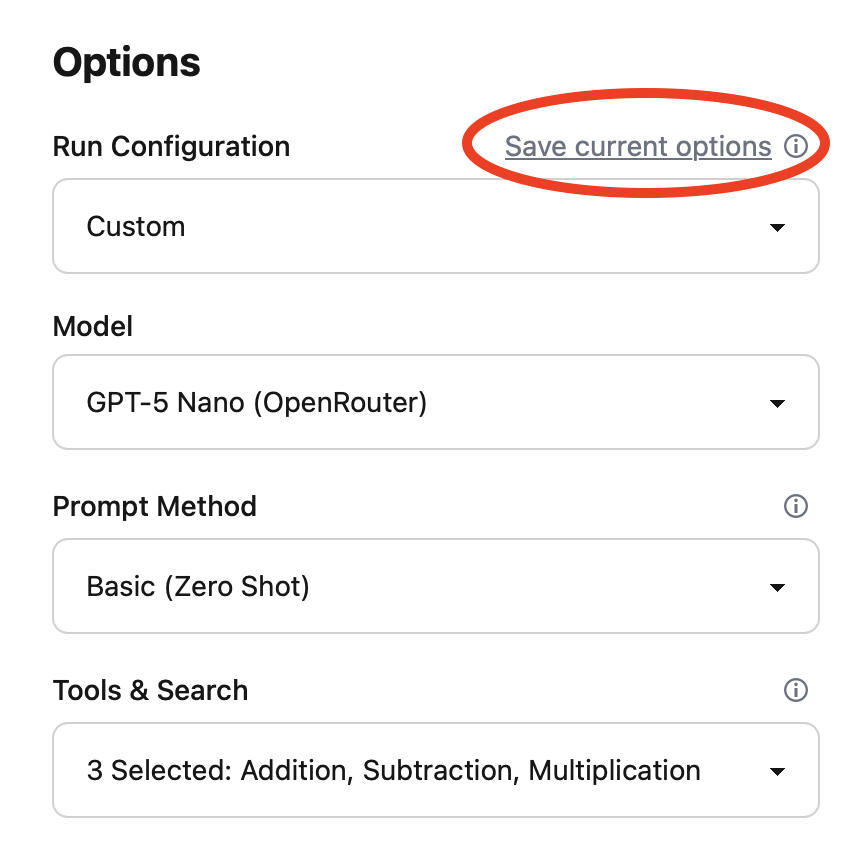 Options
Run Configuration Save current options
Custom
Model
GPT-5 Nano (OpenRouter)
Prompt Method
Basic (Zero Shot)
Tools & Search
3 Selected: Addition, Subtraction, Multiplication